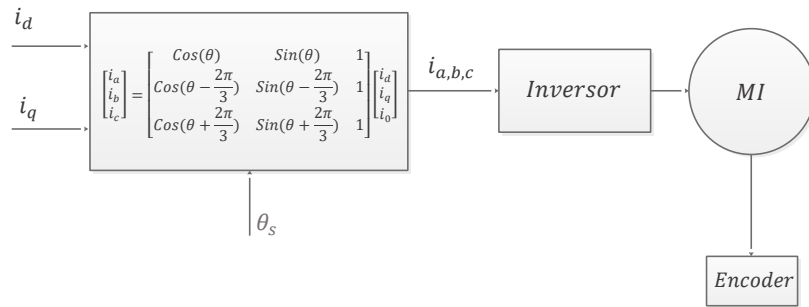 i_d
i_q
[i_a i_b i_c] = [Cos(θ) Sin(θ) 1
Cos(θ − 2π/3) Sin(θ − 2π/3) 1
Cos(θ + 2π/3) Sin(θ + 2π/3) 1] [i_d i_q i_0]
i_{a,b,c}
Inversor
MI
θ_s
Encoder